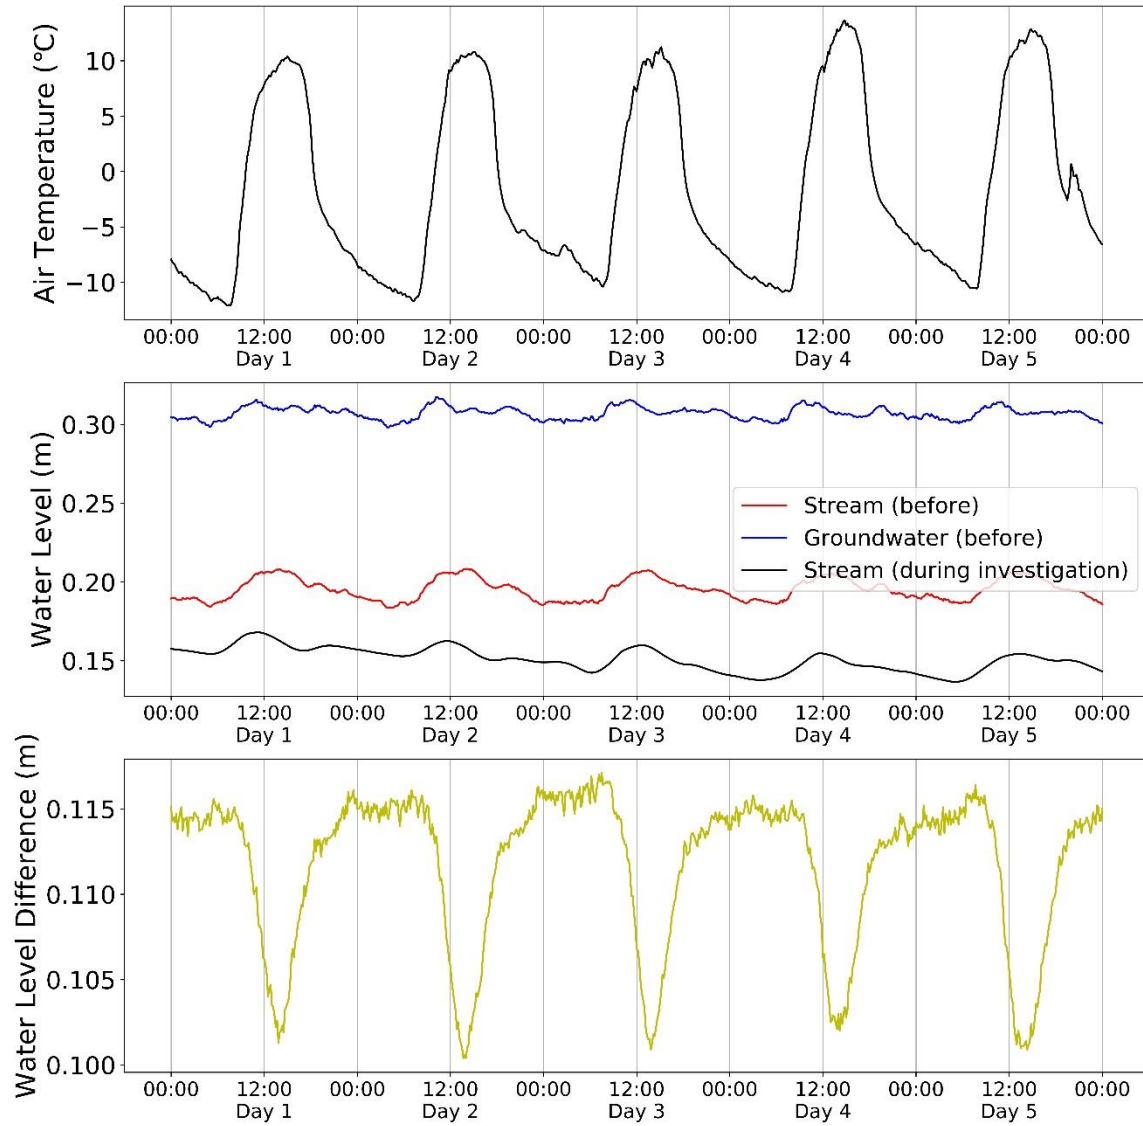 Air Temperature (°C)
10
5
0
−5
−10
00:00 12:00 00:00 12:00 00:00 12:00 00:00 12:00 00:00 12:00 00:00
Day 1 Day 2 Day 3 Day 4 Day 5
Water Level (m)
0.30
0.25
0.20
0.15
Stream (before)
Groundwater (before)
Stream (during investigation)
00:00 12:00 00:00 12:00 00:00 12:00 00:00 12:00 00:00 12:00 00:00
Day 1 Day 2 Day 3 Day 4 Day 5
Water Level Difference (m)
0.115
0.110
0.105
0.100
00:00 12:00 00:00 12:00 00:00 12:00 00:00 12:00 00:00 12:00 00:00
Day 1 Day 2 Day 3 Day 4 Day 5